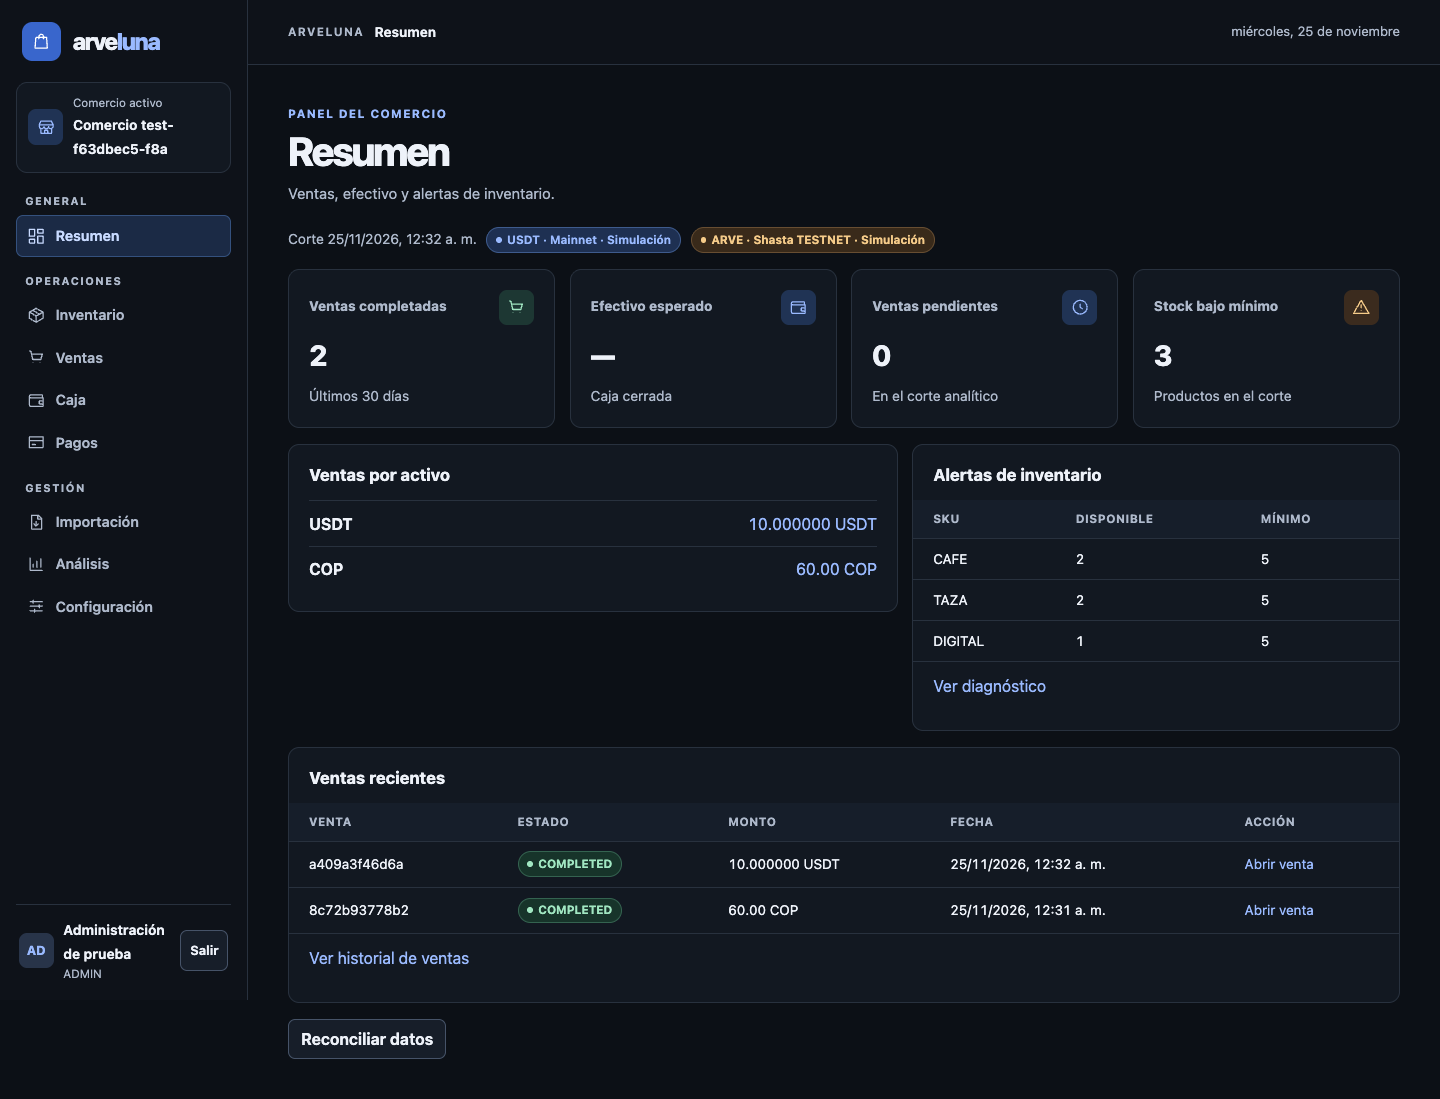 arveluna
Comercio activo
Comercio test-
f63dbec5-f8a
GENERAL
Resumen
OPERACIONES
Inventario
Ventas
Caja
Pagos
GESTIÓN
Importación
Análisis
Configuración
AD
Administración
de prueba
ADMIN
Salir
ARVELUNA Resumen
miércoles, 25 de noviembre
PANEL DEL COMERCIO
Resumen
Ventas, efectivo y alertas de inventario.
Corte 25/11/2026, 12:32 a. m. USDT · Mainnet · Simulación ARVE · Shasta TESTNET · Simulación
Ventas completadas
2
Últimos 30 días
Efectivo esperado
—
Caja cerrada
Ventas pendientes
0
En el corte analítico
Stock bajo mínimo
3
Productos en el corte
Ventas por activo
USDT 10.000000 USDT
COP 60.00 COP
Alertas de inventario
SKU DISPONIBLE MÍNIMO
CAFE 2 5
TAZA 2 5
DIGITAL 1 5
Ver diagnóstico
Ventas recientes
VENTA ESTADO MONTO FECHA ACCIÓN
a409a3f46d6a COMPLETED 10.000000 USDT 25/11/2026, 12:32 a. m. Abrir venta
8c72b93778b2 COMPLETED 60.00 COP 25/11/2026, 12:31 a. m. Abrir venta
Ver historial de ventas
Reconciliar datos